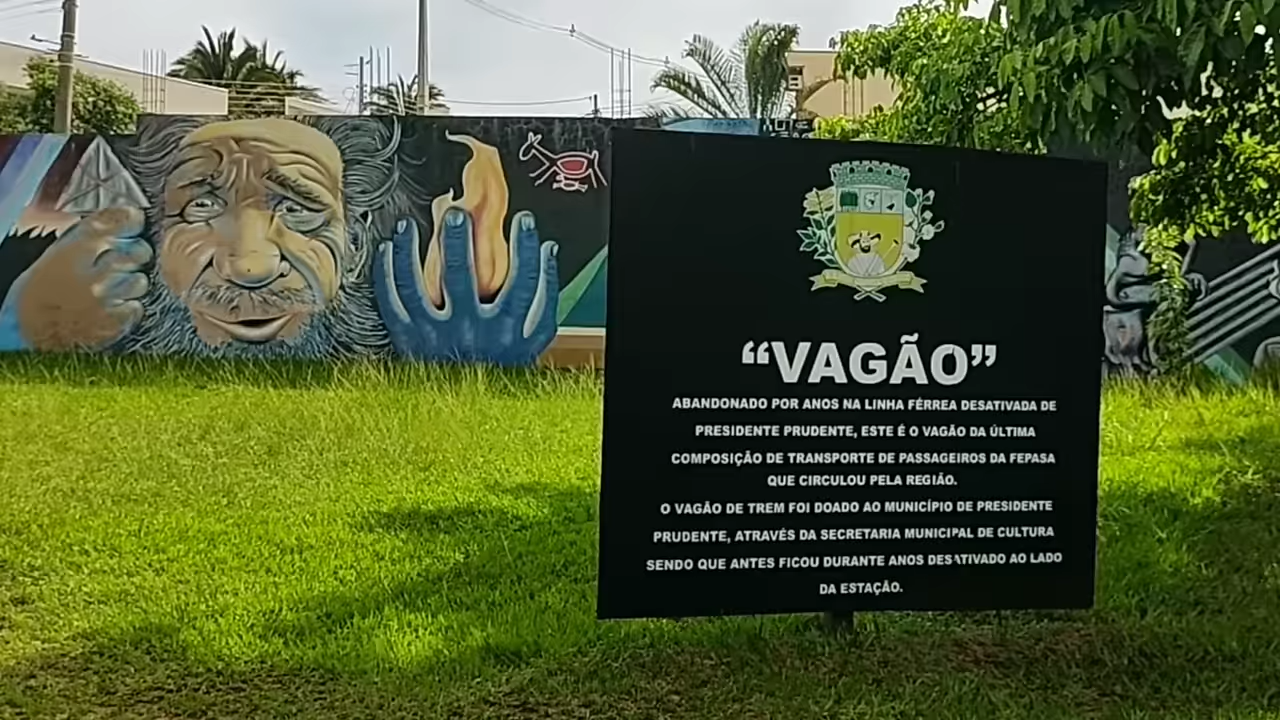 “VAGÃO”
ABANDONADO POR ANOS NA LINHA FÉRREA DESATIVADA DE
PRESIDENTE PRUDENTE, ESTE É O VAGÃO DA ÚLTIMA
COMPOSIÇÃO DE TRANSPORTE DE PASSAGEIROS DA FEPASA
QUE CIRCULOU PELA REGIÃO.
O VAGÃO DE TREM FOI DOADO AO MUNICÍPIO DE PRESIDENTE
PRUDENTE, ATRAVÉS DA SECRETARIA MUNICIPAL DE CULTURA
SENDO QUE ANTES FICOU DURANTE ANOS DESATIVADO AO LADO
DA ESTAÇÃO.